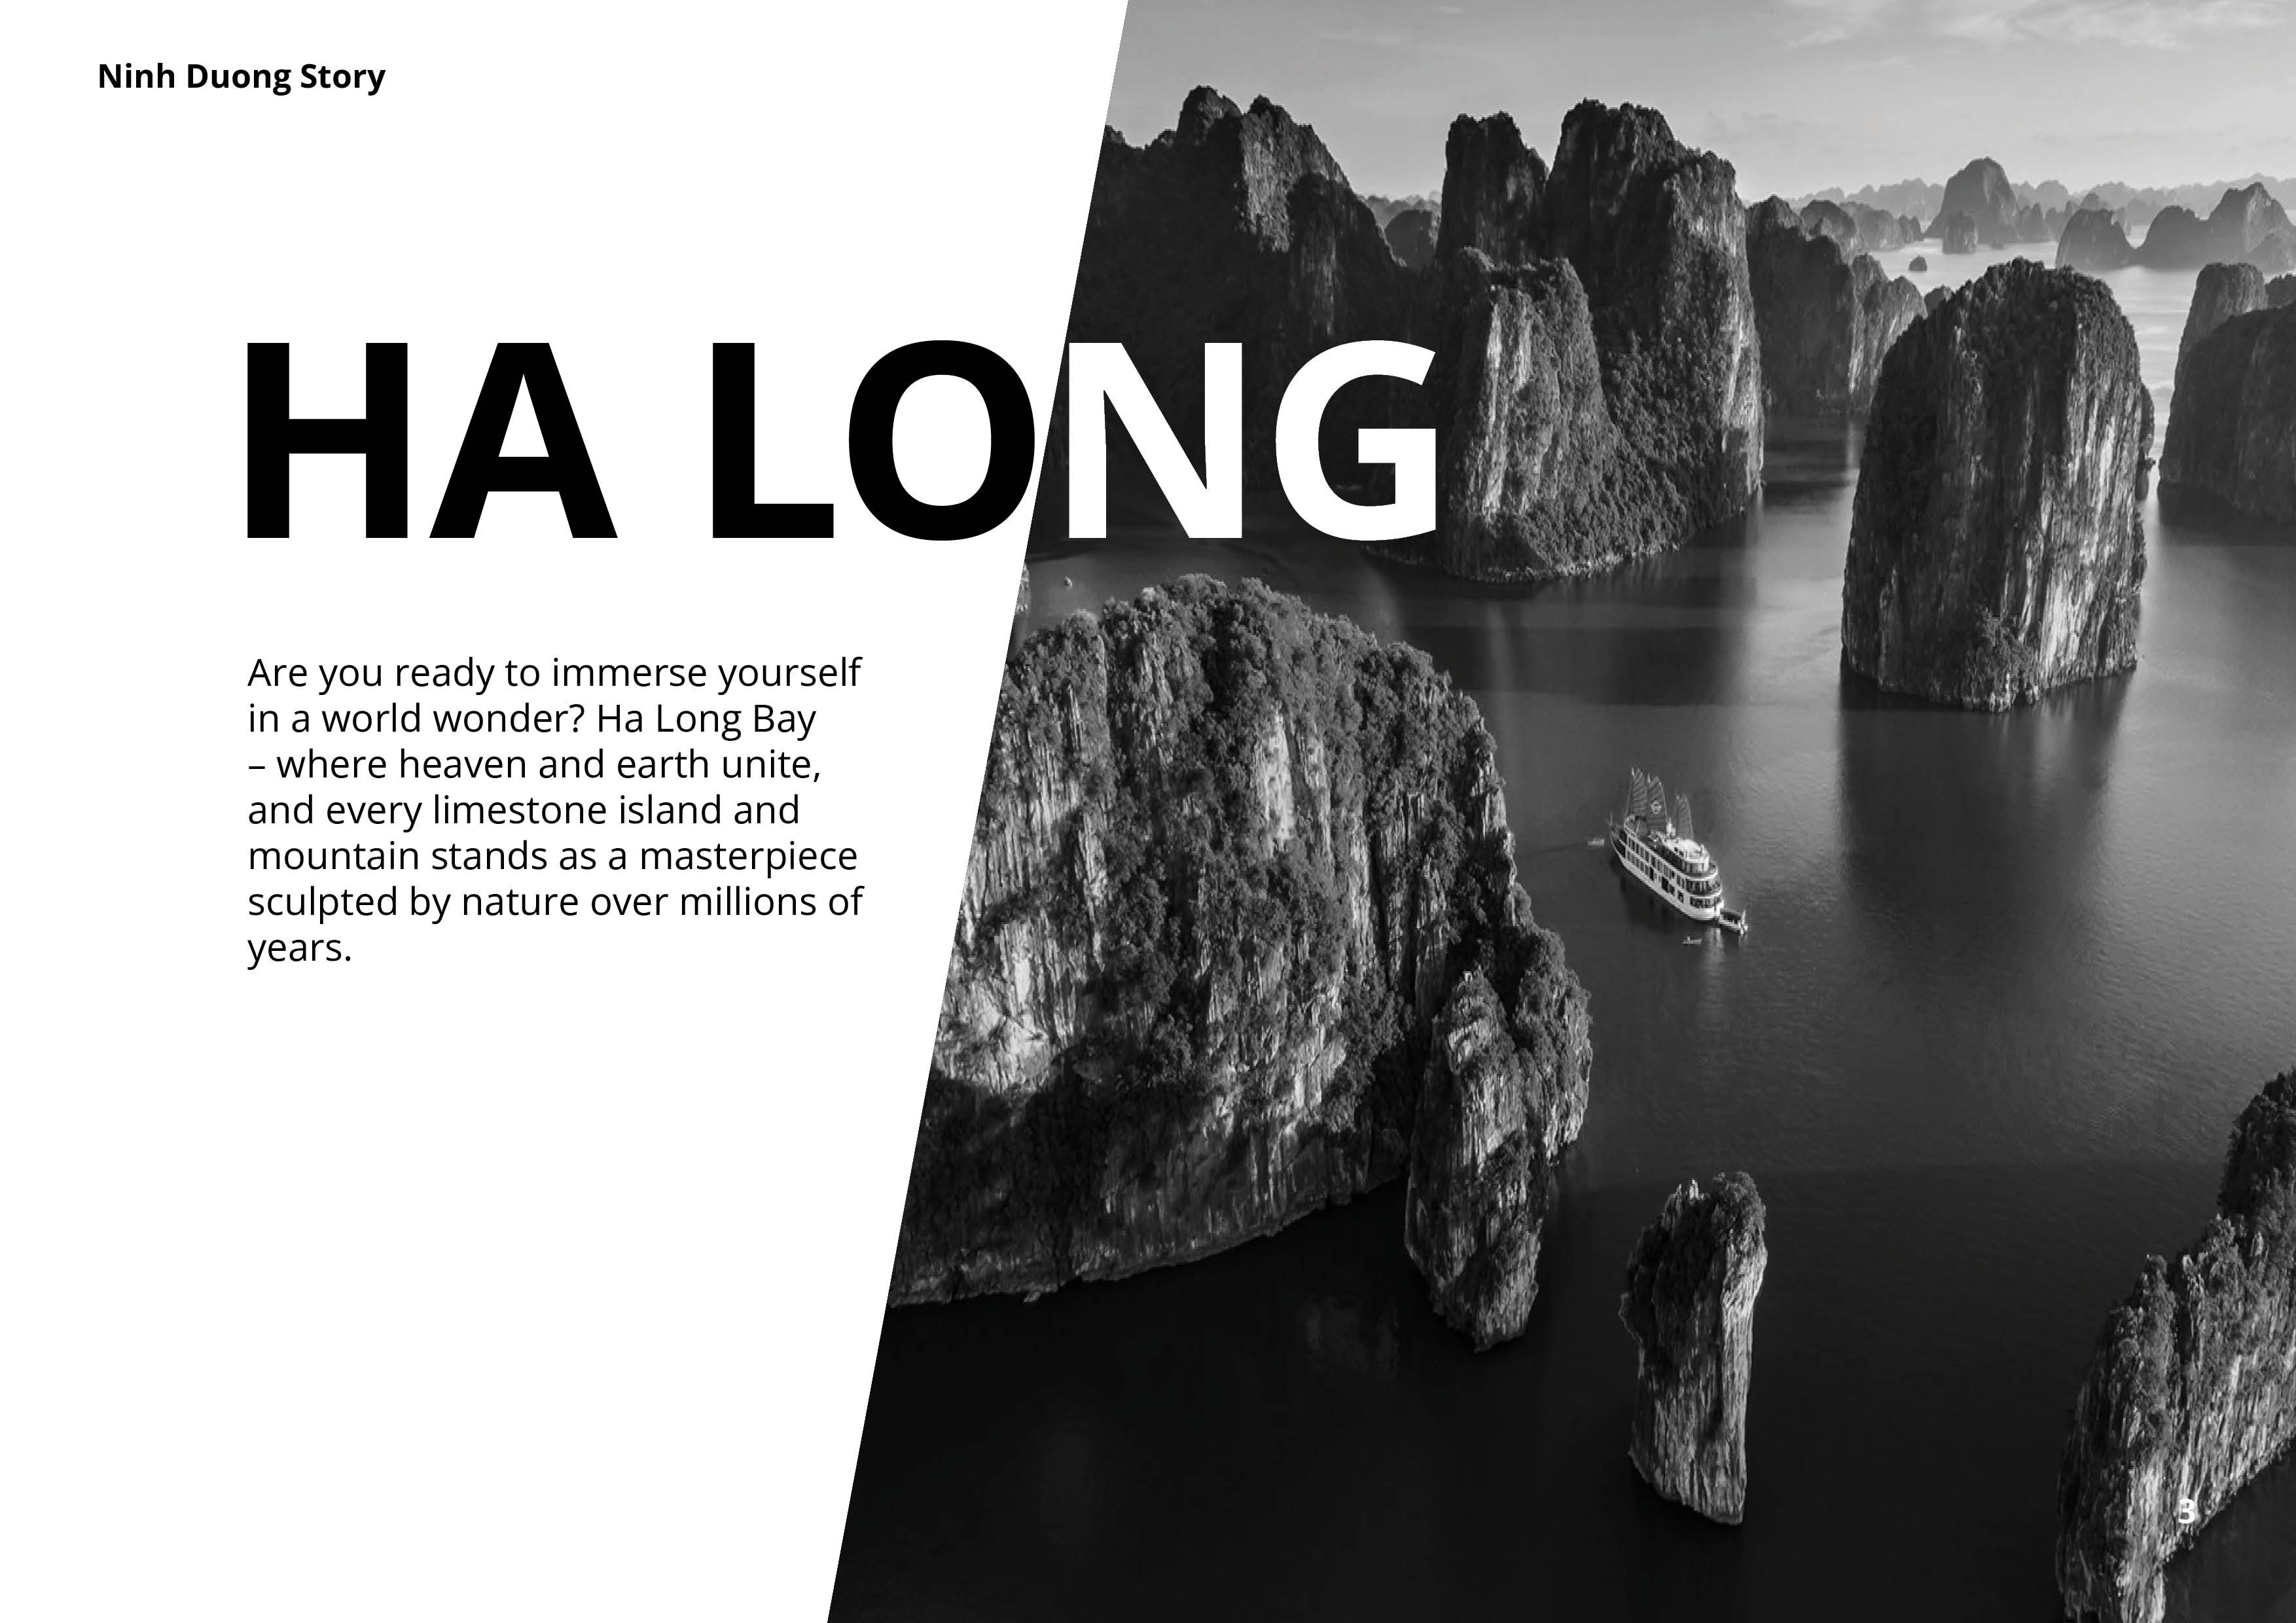 Ninh Duong Story
HA LONG
Are you ready to immerse yourself
in a world wonder? Ha Long Bay
– where heaven and earth unite,
and every limestone island and
mountain stands as a masterpiece
sculpted by nature over millions of
years.
3